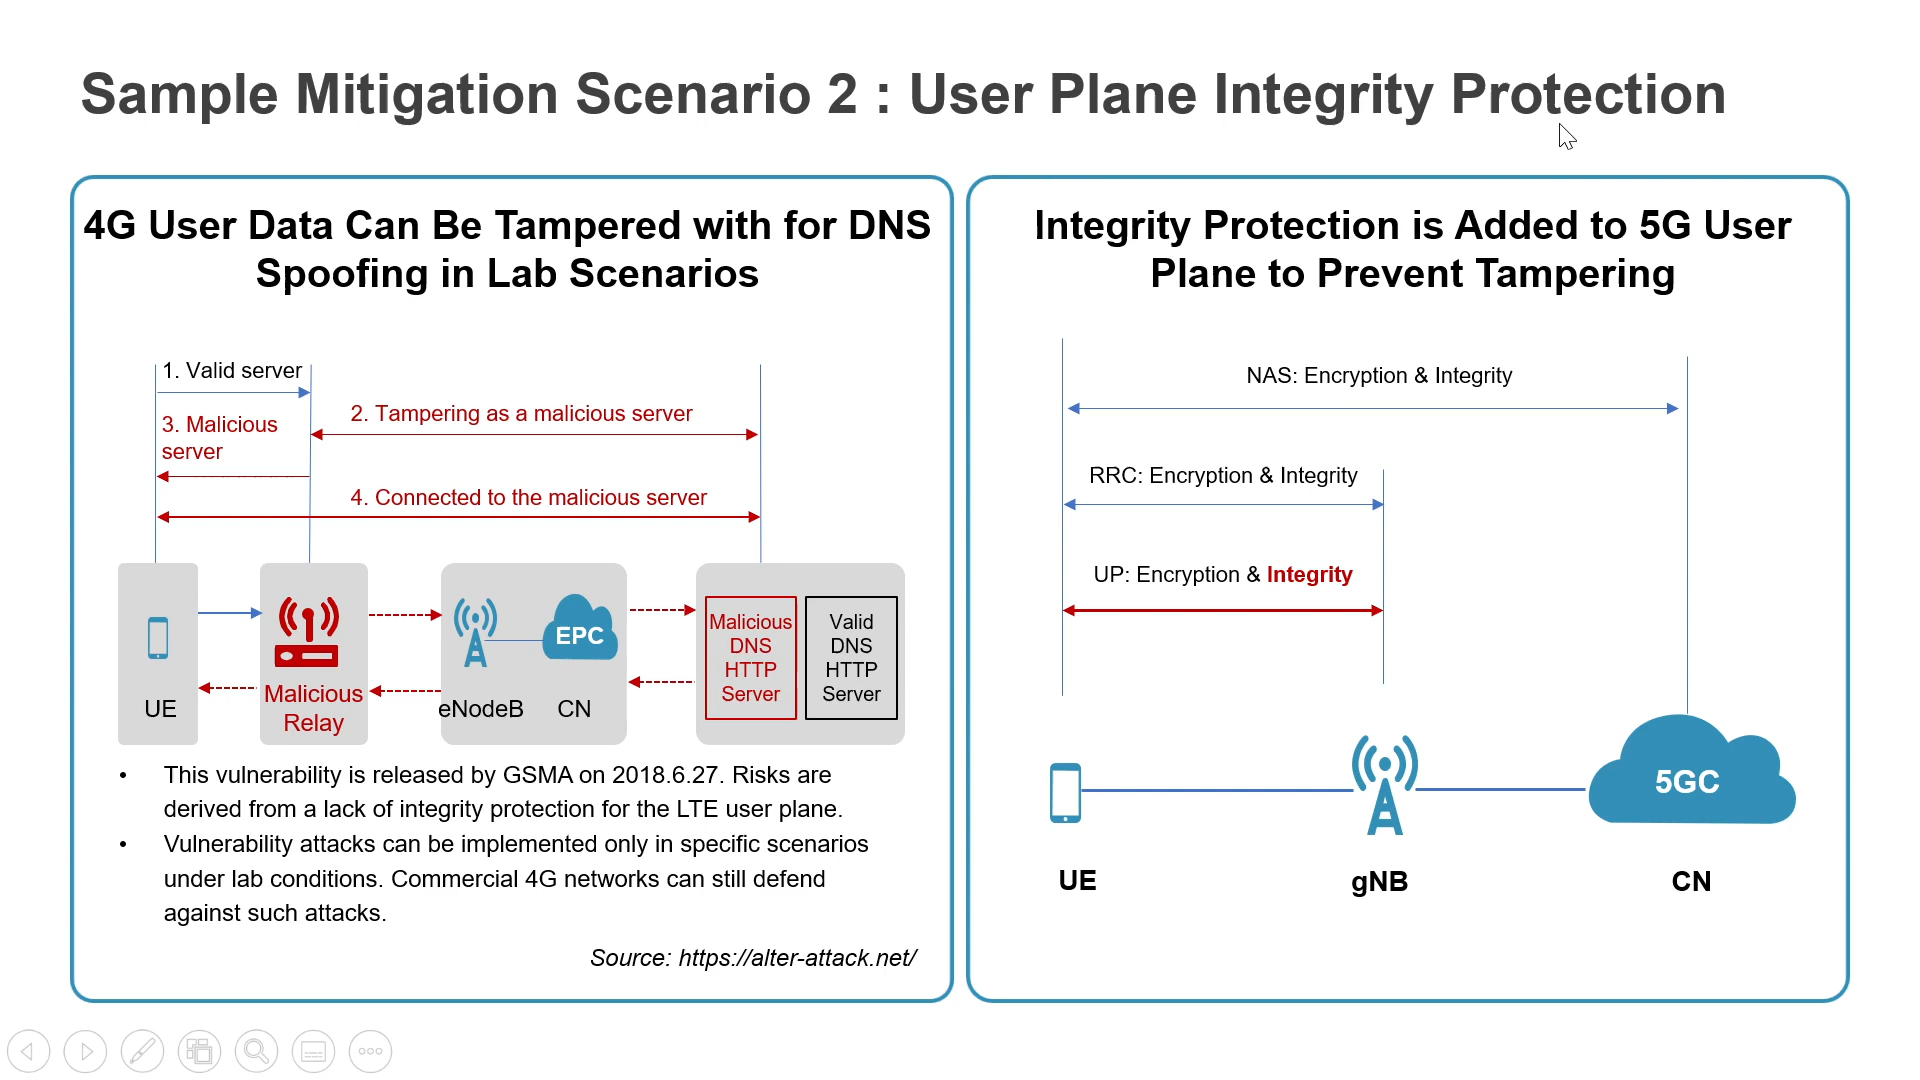 Sample Mitigation Scenario 2 : User Plane Integrity Protection
4G User Data Can Be Tampered with for DNS
Spoofing in Lab Scenarios
1. Valid server
2. Tampering as a malicious server
3. Malicious
server
4. Connected to the malicious server
UE
Malicious
Relay
eNodeB
EPC
CN
Malicious
DNS
HTTP
Server
Valid
DNS
HTTP
Server
• This vulnerability is released by GSMA on 2018.6.27. Risks are
derived from a lack of integrity protection for the LTE user plane.
• Vulnerability attacks can be implemented only in specific scenarios
under lab conditions. Commercial 4G networks can still defend
against such attacks.
Source: https://alter-attack.net/
Integrity Protection is Added to 5G User
Plane to Prevent Tampering
NAS: Encryption & Integrity
RRC: Encryption & Integrity
UP: Encryption & Integrity
5GC
UE
gNB
CN